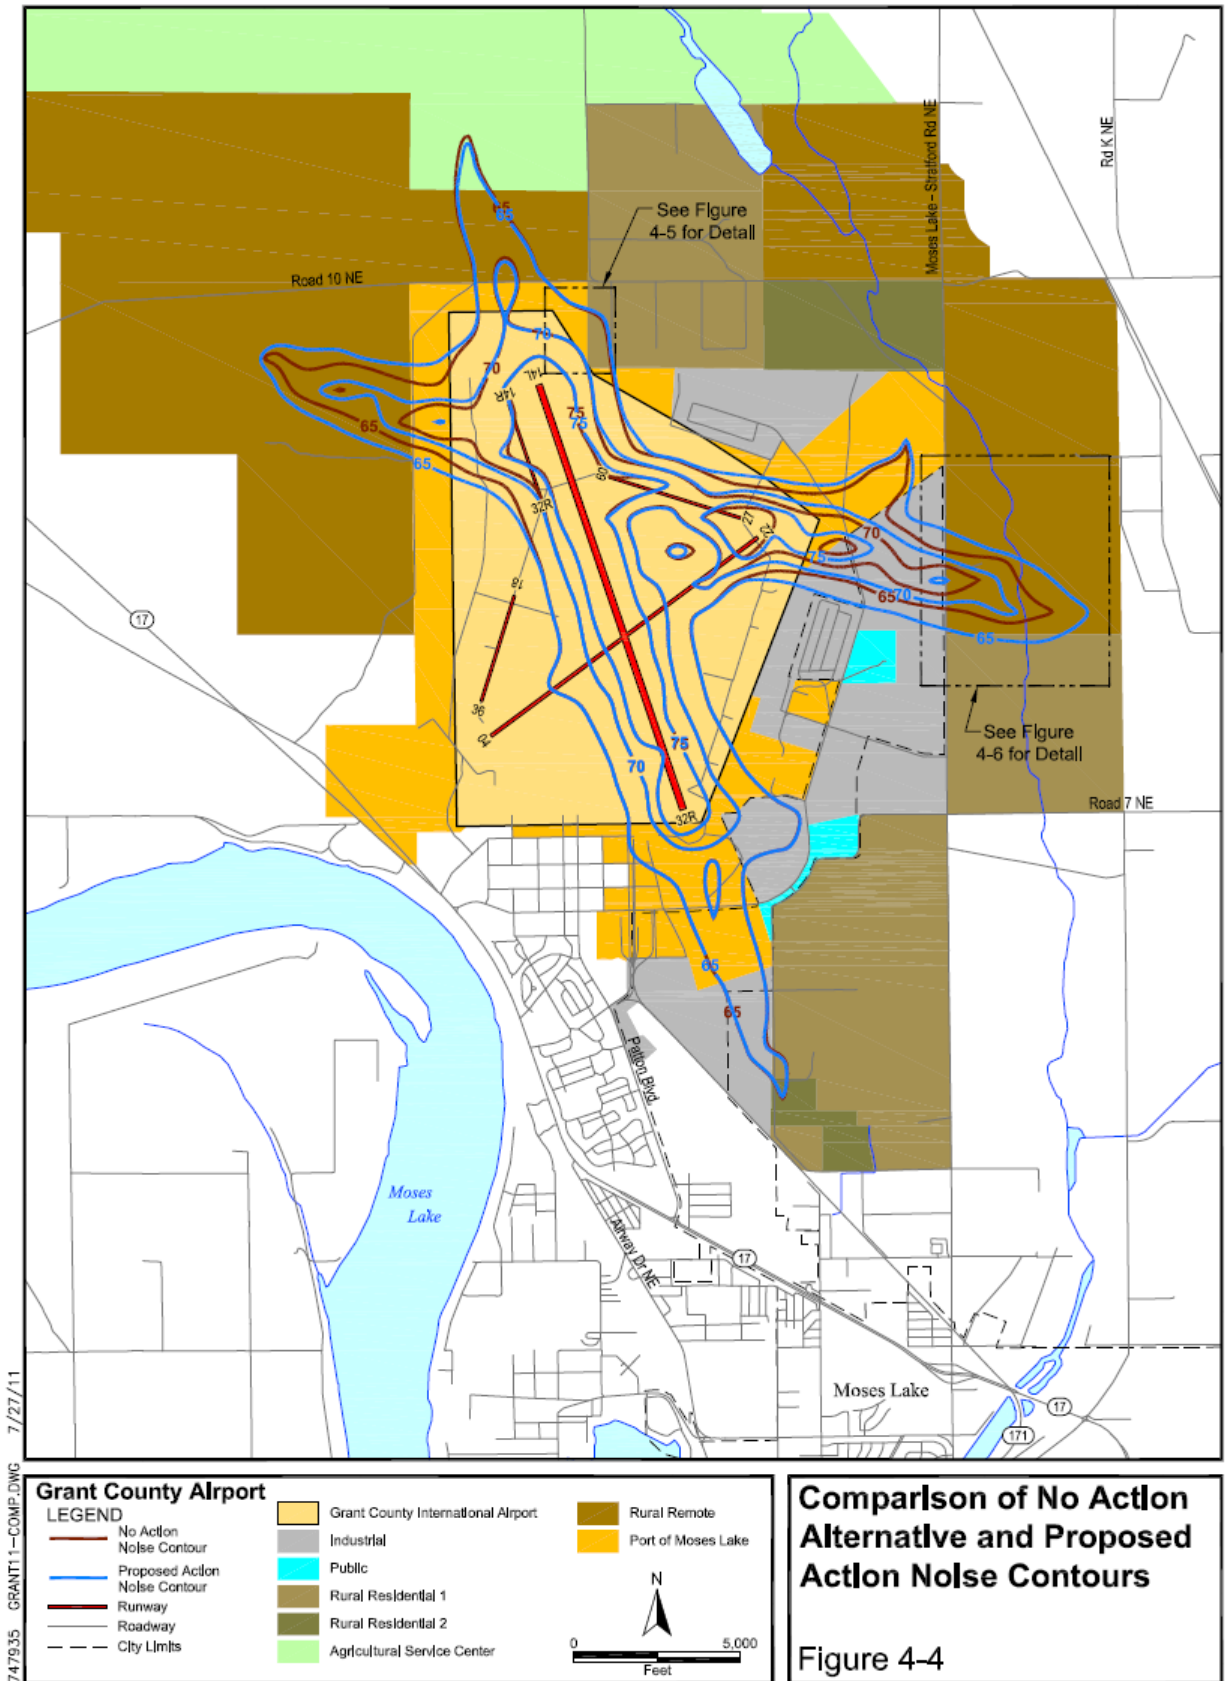 65
65
See Figure
4-5 for Detail
Moses Lake - Stratford Rd NE
Rd K NE
Road 10 NE
70
70
14L
14R
75
75
65
65
09
32R
27
22
70
75
65
70
65
18
36
04
17
75
70
32R
See Figure
4-6 for Detail
Road 7 NE
65
65
Patton Blvd.
Moses
Lake
Airway Dr NE
17
Moses Lake
17
171
7/27/11
747935 GRANT11-COMP.DWG
Grant County Airport
LEGEND
No Action
Noise Contour
Proposed Action
Noise Contour
Runway
Roadway
City Limits
Grant County International Airport
Industrial
Public
Rural Residential 1
Rural Residential 2
Agricultural Service Center
Rural Remote
Port of Moses Lake
N
0 5,000
Feet
Comparison of No Action
Alternative and Proposed
Action Noise Contours
Figure 4-4